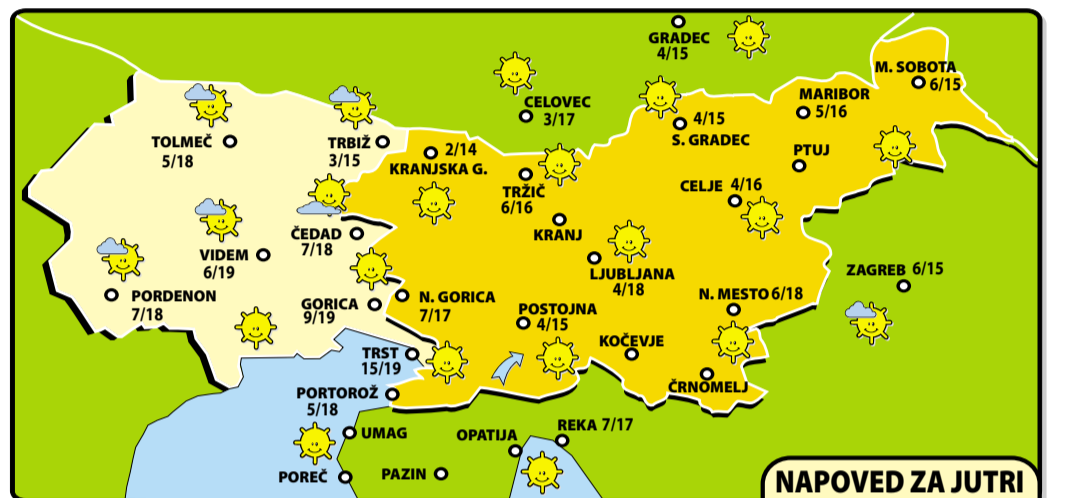 GRADEC
4/15
M. SOBOTA
6/15
CELOVEC
3/17
MARIBOR
5/16
4/15
S. GRADEC
TOLMEČ
5/18
TRBIŽ
3/15
2/14
KRANJSKA G.
PTUJ
TRŽIČ
6/16
CELJE 4/16
KRANJ
ČEDAD
7/18
VIDEM
6/19
LJUBLJANA
4/18
ZAGREB 6/15
PORDENON
7/18
GORICA
9/19
N. GORICA
7/17
N. MESTO 6/18
POSTOJNA
4/15
KOČEVJE
TRST
15/19
ČRNOMELJ
PORTOROŽ
5/18
UMAG
OPATIJA
REKA 7/17
POREČ
PAZIN
NAPOVED ZA JUTRI